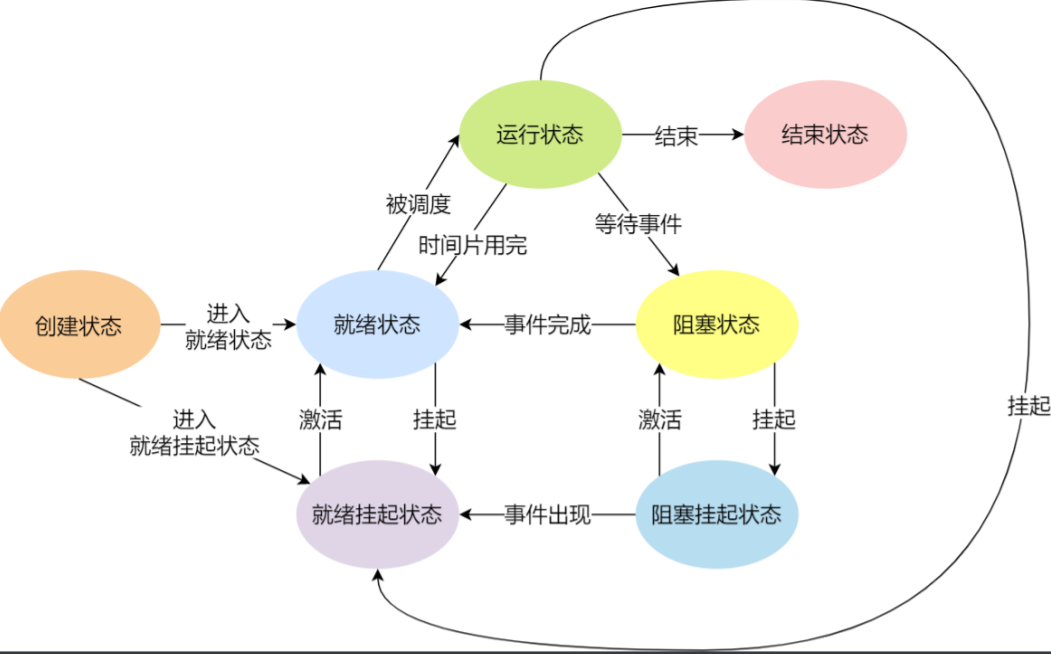 运行状态
结束
结束状态
被调度
等待事件
时间片用完
创建状态
进入
就绪状态
就绪状态
事件完成
阻塞状态
挂起
进入
就绪挂起状态
激活
挂起
激活
挂起
就绪挂起状态
事件出现
阻塞挂起状态